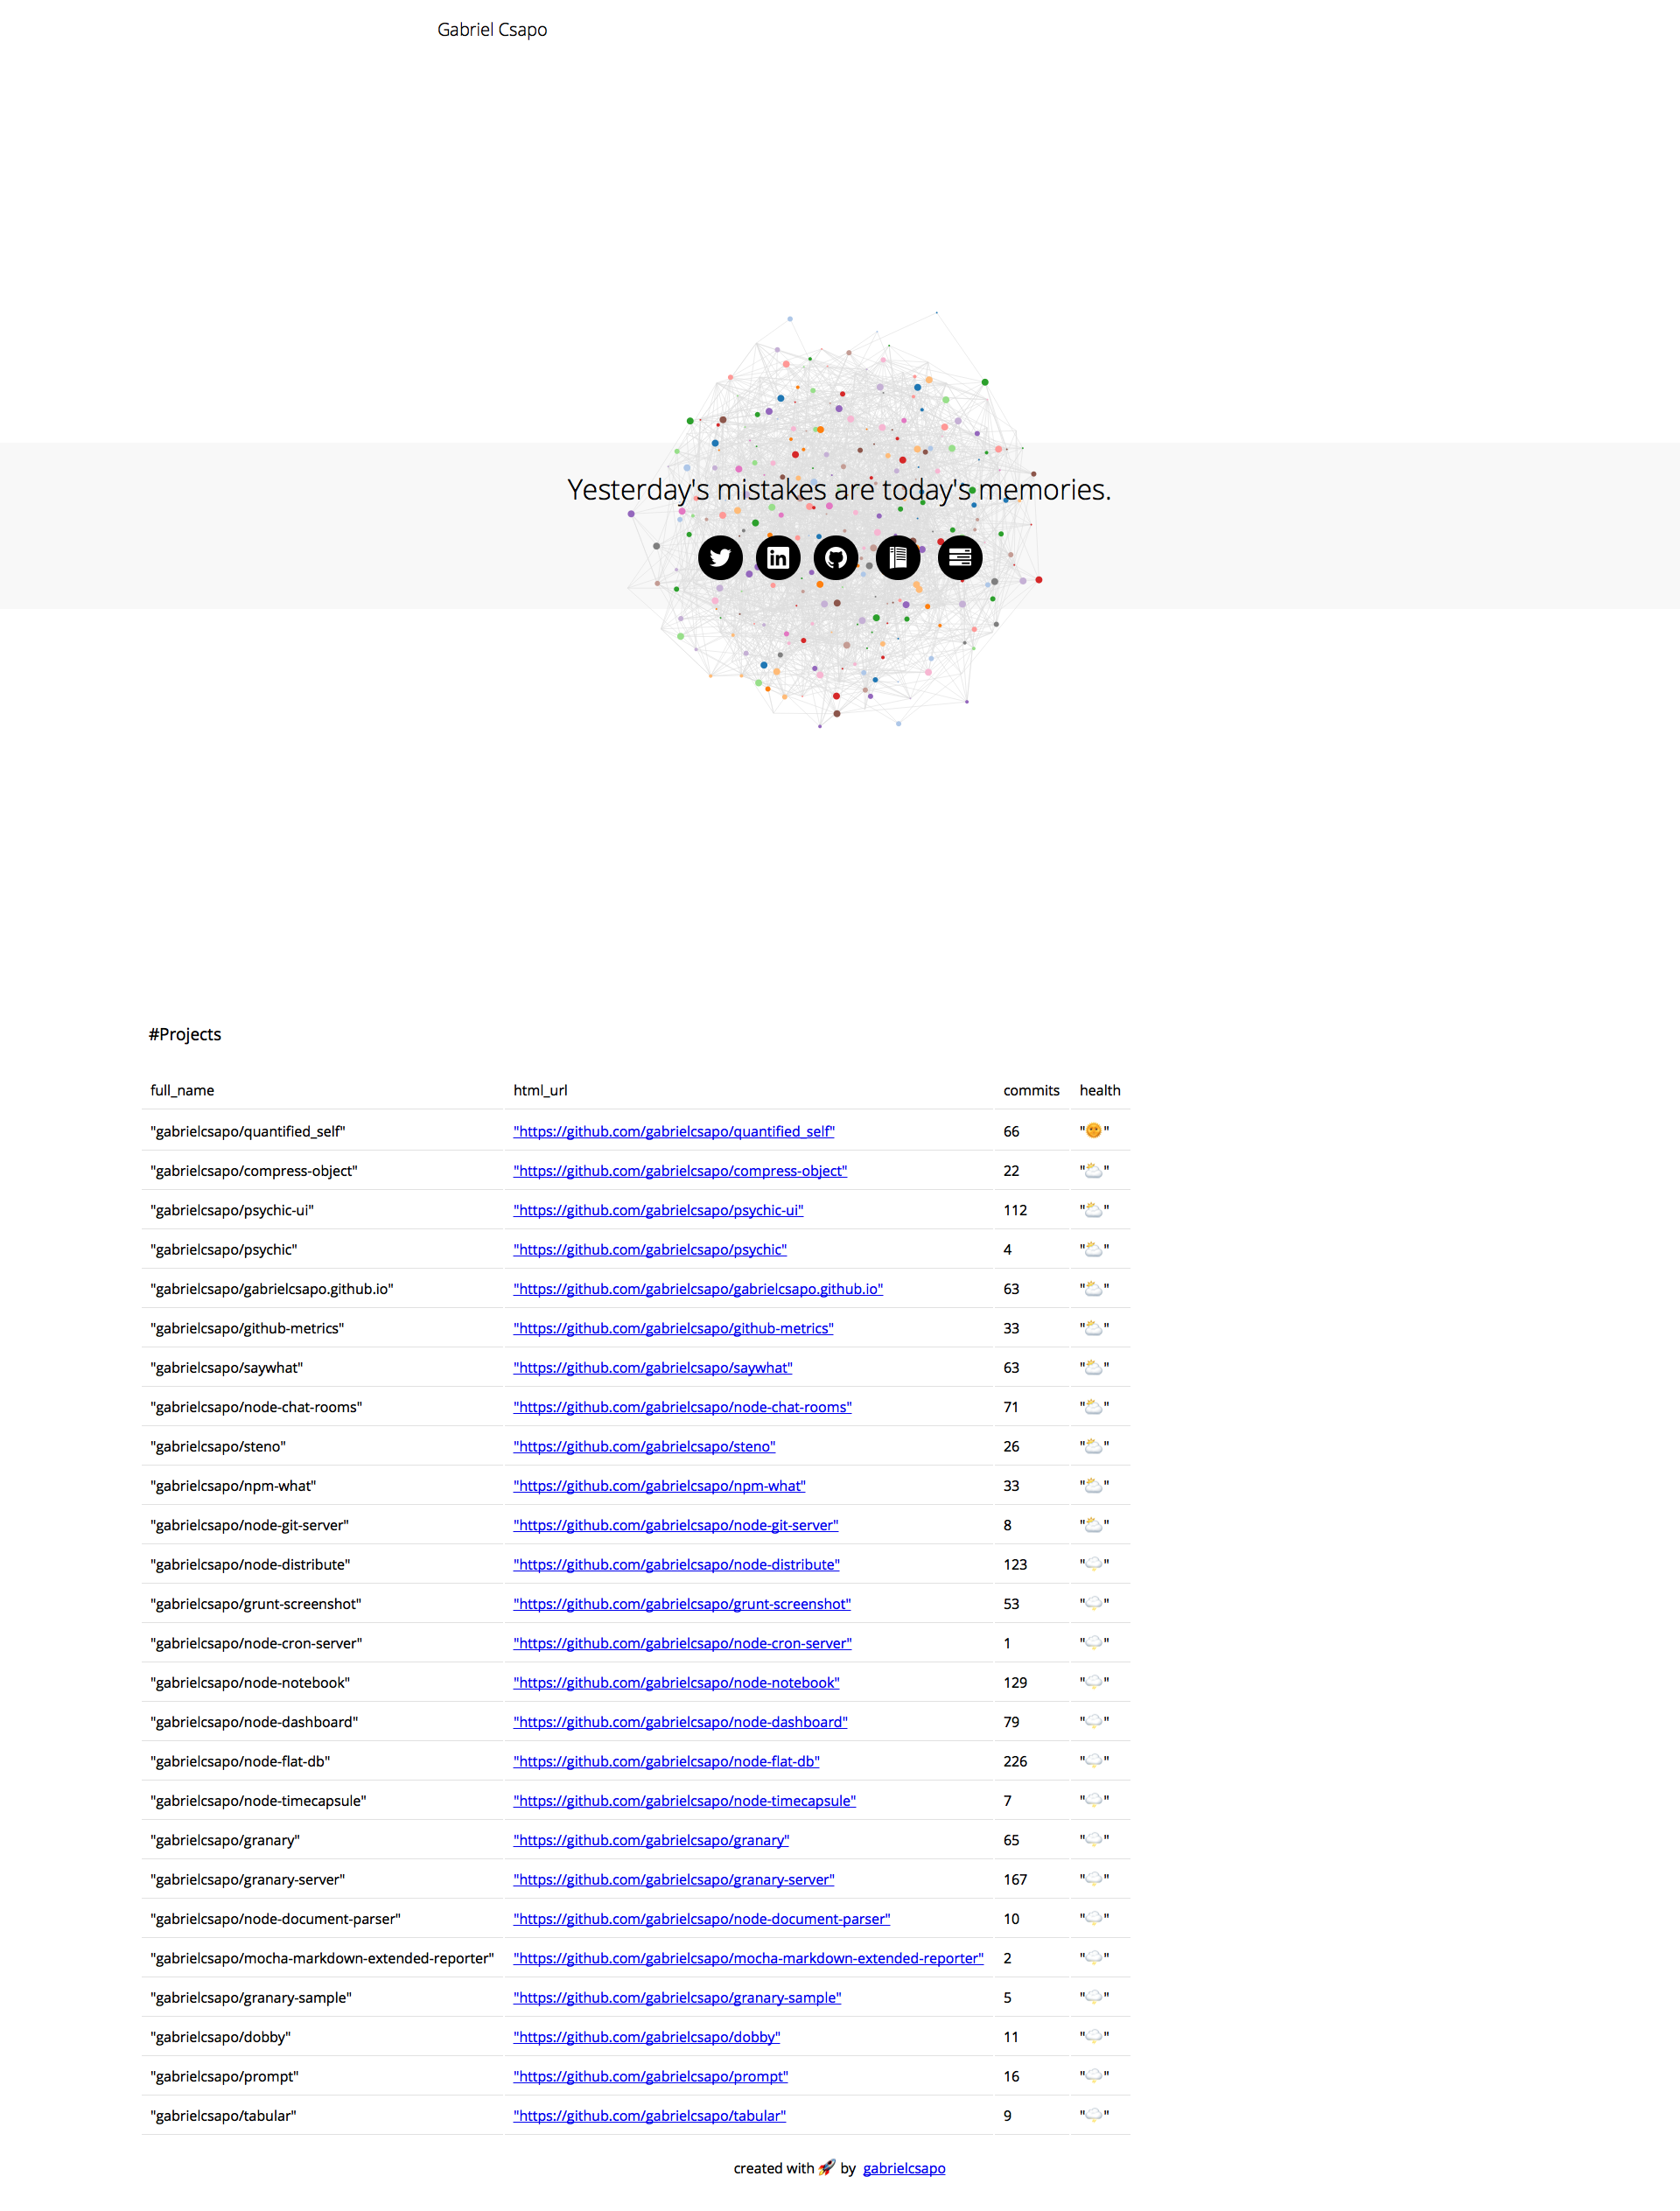 Gabriel Csapo
Yesterday's mistakes are today's memories.
#Projects
full_name html_url commits health
"gabrielcsapo/quantified_self" "https://github.com/gabrielcsapo/quantified_self" 66 "🌞"
"gabrielcsapo/compress-object" "https://github.com/gabrielcsapo/compress-object" 22 "🌥"
"gabrielcsapo/psychic-ui" "https://github.com/gabrielcsapo/psychic-ui" 112 "🌥"
"gabrielcsapo/psychic" "https://github.com/gabrielcsapo/psychic" 4 "🌥"
"gabrielcsapo/gabrielcsapo.github.io" "https://github.com/gabrielcsapo/gabrielcsapo.github.io" 63 "🌥"
"gabrielcsapo/github-metrics" "https://github.com/gabrielcsapo/github-metrics" 33 "🌥"
"gabrielcsapo/saywhat" "https://github.com/gabrielcsapo/saywhat" 63 "🌥"
"gabrielcsapo/node-chat-rooms" "https://github.com/gabrielcsapo/node-chat-rooms" 71 "🌥"
"gabrielcsapo/steno" "https://github.com/gabrielcsapo/steno" 26 "🌥"
"gabrielcsapo/npm-what" "https://github.com/gabrielcsapo/npm-what" 33 "🌥"
"gabrielcsapo/node-git-server" "https://github.com/gabrielcsapo/node-git-server" 8 "🌥"
"gabrielcsapo/node-distribute" "https://github.com/gabrielcsapo/node-distribute" 123 "🌩"
"gabrielcsapo/grunt-screenshot" "https://github.com/gabrielcsapo/grunt-screenshot" 53 "🌩"
"gabrielcsapo/node-cron-server" "https://github.com/gabrielcsapo/node-cron-server" 1 "🌩"
"gabrielcsapo/node-notebook" "https://github.com/gabrielcsapo/node-notebook" 129 "🌩"
"gabrielcsapo/node-dashboard" "https://github.com/gabrielcsapo/node-dashboard" 79 "🌩"
"gabrielcsapo/node-flat-db" "https://github.com/gabrielcsapo/node-flat-db" 226 "🌩"
"gabrielcsapo/node-timecapsule" "https://github.com/gabrielcsapo/node-timecapsule" 7 "🌩"
"gabrielcsapo/granary" "https://github.com/gabrielcsapo/granary" 65 "🌩"
"gabrielcsapo/granary-server" "https://github.com/gabrielcsapo/granary-server" 167 "🌩"
"gabrielcsapo/node-document-parser" "https://github.com/gabrielcsapo/node-document-parser" 10 "🌩"
"gabrielcsapo/mocha-markdown-extended-reporter" "https://github.com/gabrielcsapo/mocha-markdown-extended-reporter" 2 "🌩"
"gabrielcsapo/granary-sample" "https://github.com/gabrielcsapo/granary-sample" 5 "🌩"
"gabrielcsapo/dobby" "https://github.com/gabrielcsapo/dobby" 11 "🌩"
"gabrielcsapo/prompt" "https://github.com/gabrielcsapo/prompt" 16 "🌩"
"gabrielcsapo/tabular" "https://github.com/gabrielcsapo/tabular" 9 "🌩"
created with 🚀 by gabrielcsapo